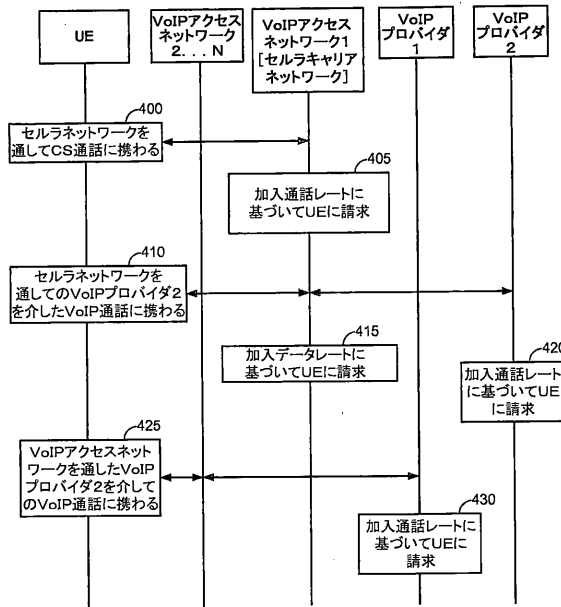 UE
VoIPアクセス
ネットワーク
2. . . N
VoIPアクセス
ネットワーク1
[セルラキャリア
ネットワーク]
VoIP
プロバイダ
1
VoIP
プロバイダ
2
400
セルラネットワークを
通してCS通話に携わる
405
加入通話レートに
基づいてUEに請求
410
セルラネットワークを
通してのVoIPプロバイダ2
を介したVoIP通話に携わる
415
加入データレートに
基づいてUEに請求
420
加入通話レート
に基づいてUE
に請求
425
VoIPアクセスネット
ワークを通したVoIP
プロバイダ2を介して
のVoIP通話に携わる
430
加入通話レートに
基づいてUEに
請求